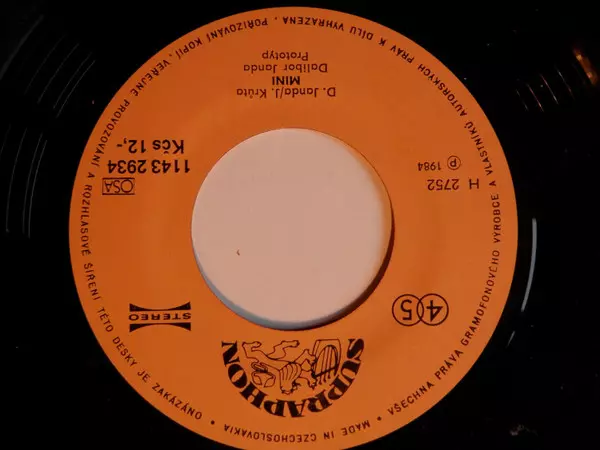 SUPRAPHON
STEREO
45
OSA
H 2752
1143 2934
Ⓟ 1984
Kčs 12,-
D. Janda/J. Krůta
MINI
Dalibor Janda
Prototyp
MADE IN CZECHOSLOVAKIA • VŠECHNA PRÁVA GRAMOFONOVÉHO VÝROBCE A VLASTNÍKŮ AUTORSKÝCH PRÁV K DÍLU VYHRAZENA. POŘIZOVÁNÍ KOPIÍ, VEŘEJNÉ PROVOZOVÁNÍ A ROZHLASOVÉ ŠÍŘENÍ TÉTO DESKY JE ZAKÁZÁNO •